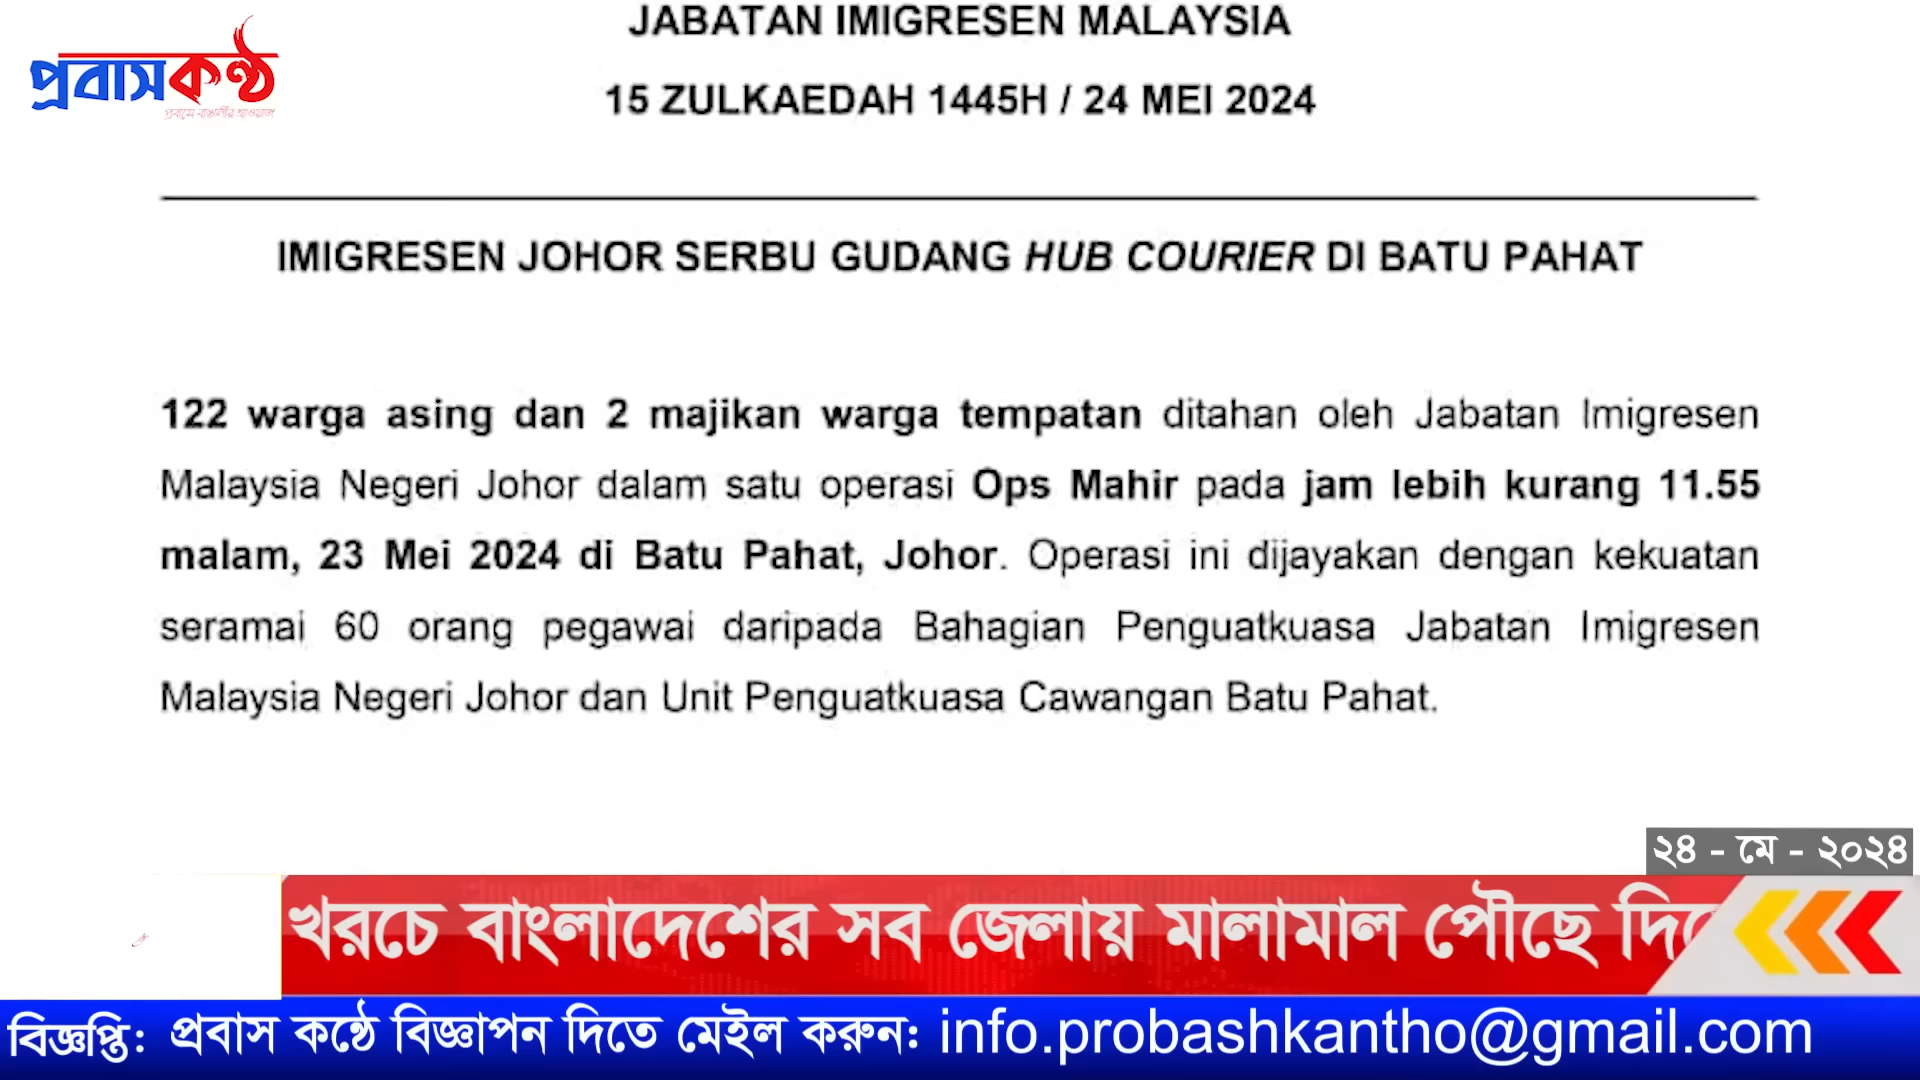 JABATAN IMIGRESEN MALAYSIA
প্রবাসকণ্ঠ
15 ZULKAEDAH 1445H / 24 MEI 2024
IMIGRESEN JOHOR SERBU GUDANG HUB COURIER DI BATU PAHAT
122 warga asing dan 2 majikan warga tempatan ditahan oleh Jabatan Imigresen
Malaysia Negeri Johor dalam satu operasi Ops Mahir pada jam lebih kurang 11.55
malam, 23 Mei 2024 di Batu Pahat, Johor. Operasi ini dijayakan dengan kekuatan
seramai 60 orang pegawai daripada Bahagian Penguatkuasa Jabatan Imigresen
Malaysia Negeri Johor dan Unit Penguatkuasa Cawangan Batu Pahat.
২৪ - মে - ২০২৪
খরচে বাংলাদেশের সব জেলায় মালামাল পৌছে
বিজ্ঞপ্তি: প্রবাস কণ্ঠে বিজ্ঞাপন দিতে মেইল করুন: info.probashkantho@gmail.com